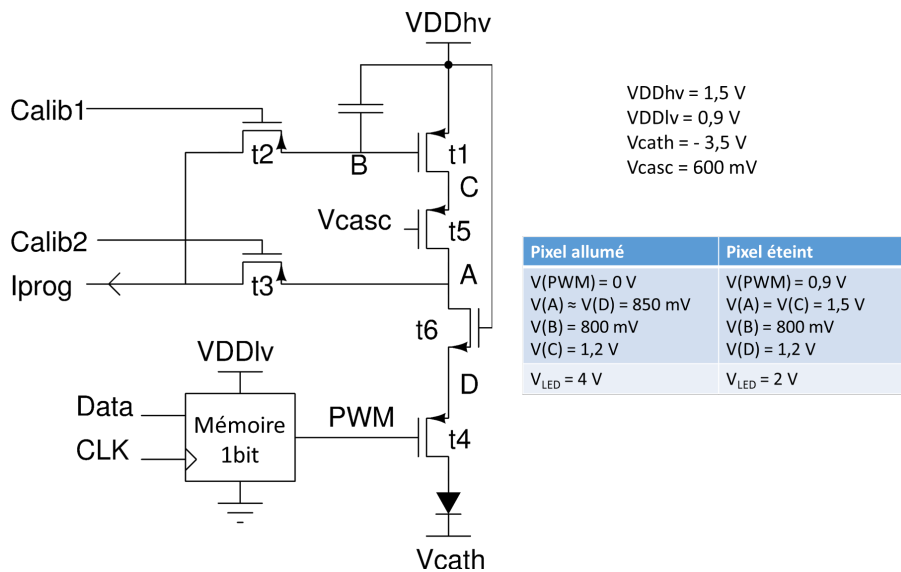 VDDhv
Calib1
t2
B
t1
C
Vcasc
t5
Calib2
Iprog
t3
A
t6
VDDlv
D
Data
CLK
Mémoire
1bit
PWM
t4
Vcath
VDDhv = 1,5 V
VDDlv = 0,9 V
Vcath = - 3,5 V
Vcasc = 600 mV
Pixel allumé Pixel éteint
V(PWM) = 0 V V(PWM) = 0,9 V
V(A) ≈ V(D) = 850 mV V(A) = V(C) = 1,5 V
V(B) = 800 mV V(B) = 800 mV
V(C) = 1,2 V V(D) = 1,2 V
VLED = 4 V VLED = 2 V